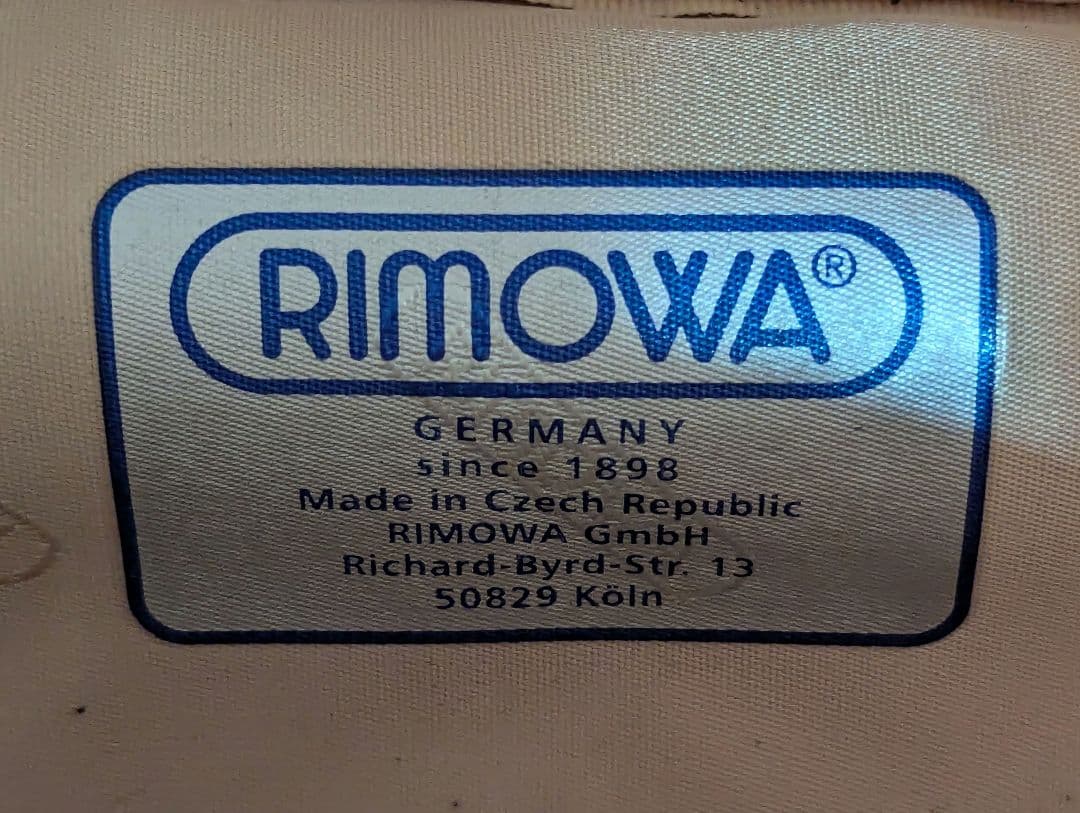 RIMOWA®
GERMANY
since 1898
Made in Czech Republic
RIMOWA GmbH
Richard-Byrd-Str. 13
50829 Köln